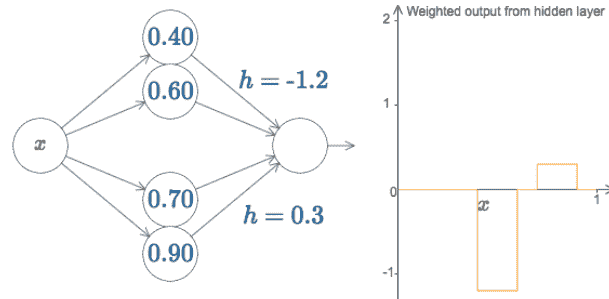 0.40
0.60
h = -1.2
x
0.70
h = 0.3
0.90
Weighted output from hidden layer
2
1
0
x
1
-1